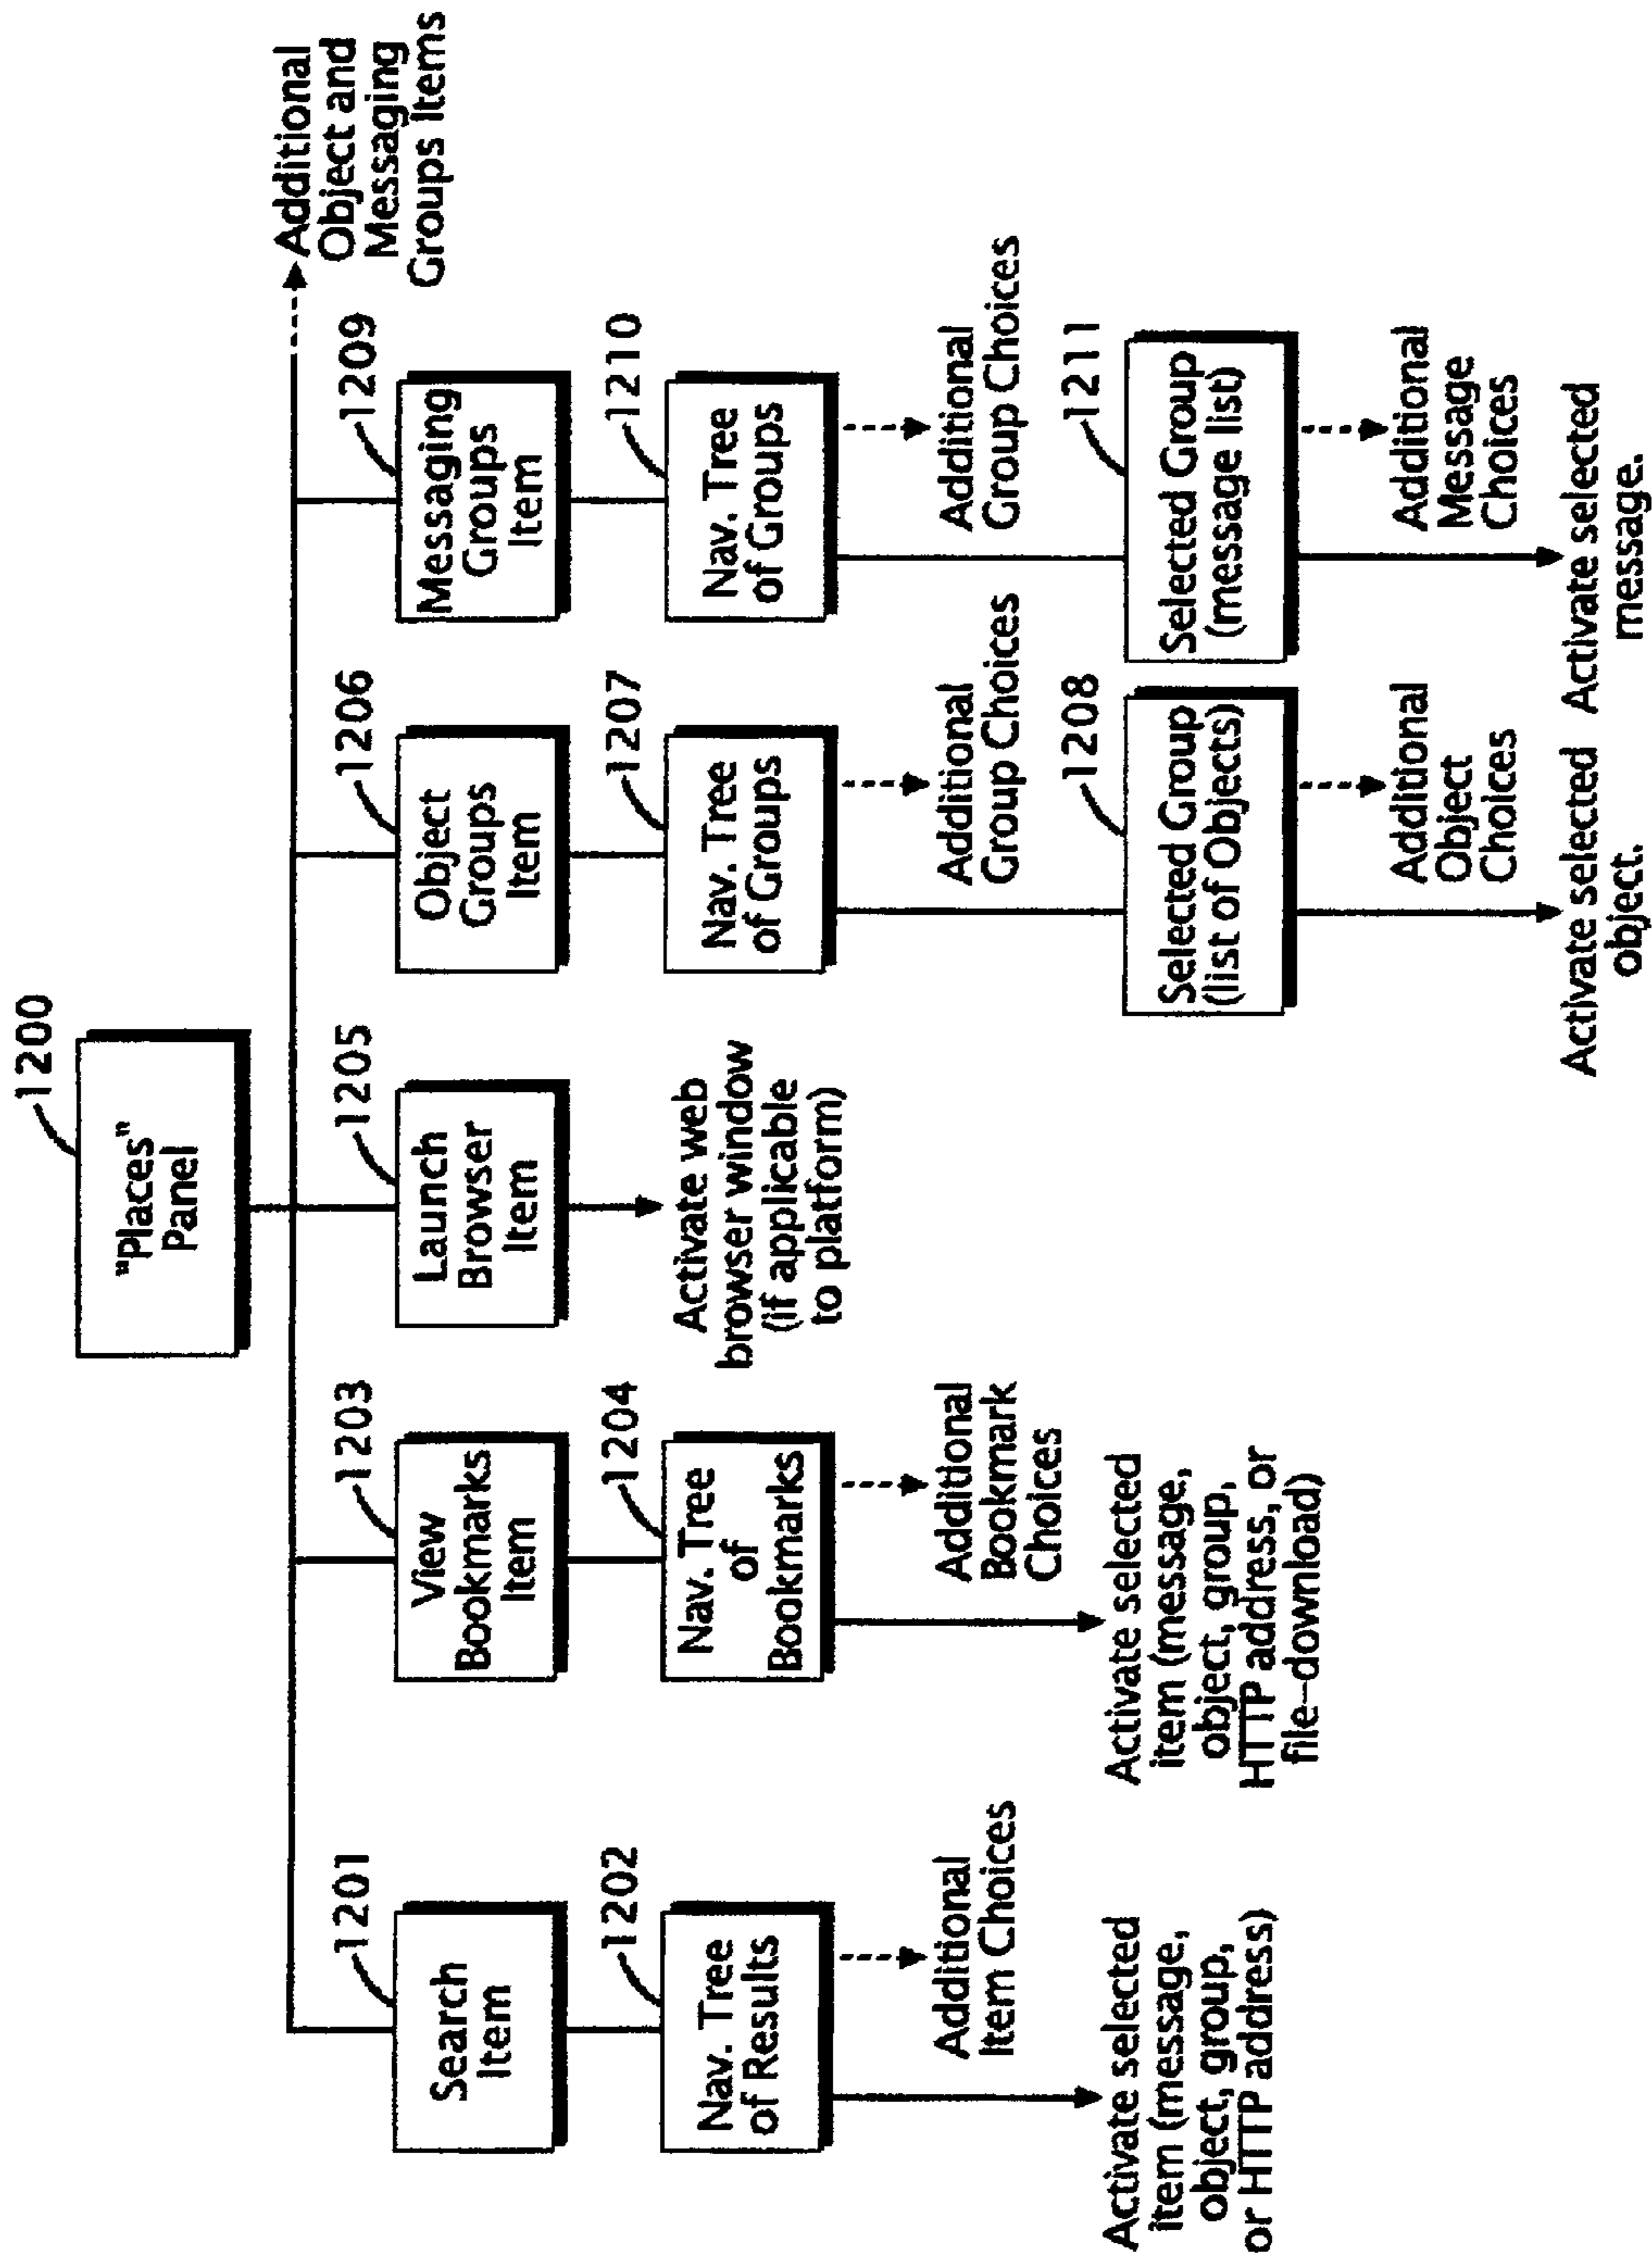 1200
"Places"
Panel
Additional
Object and
Messaging
Groups Items
1201
Search
Item
1203
View
Bookmarks
Item
1205
Launch
Browser
Item
1206
Object
Groups
Item
1209
Messaging
Groups
Item
1202
Nav. Tree
of Results
1204
Nav. Tree
of
Bookmarks
Activate web
browser window
(if applicable
to platform)
1207
Nav. Tree
of Groups
1210
Nav. Tree
of Groups
Additional
Item Choices
Additional
Bookmark
Choices
Additional
Group Choices
Additional
Group Choices
Activate selected
item (message,
object, group,
or HTTP address)
Activate selected
item (message,
object, group,
HTTP address, or
file-download)
1208
Selected Group
(list of Objects)
1211
Selected Group
(message list)
Additional
Object
Choices
Additional
Message
Choices
Activate selected
object.
Activate selected
message.